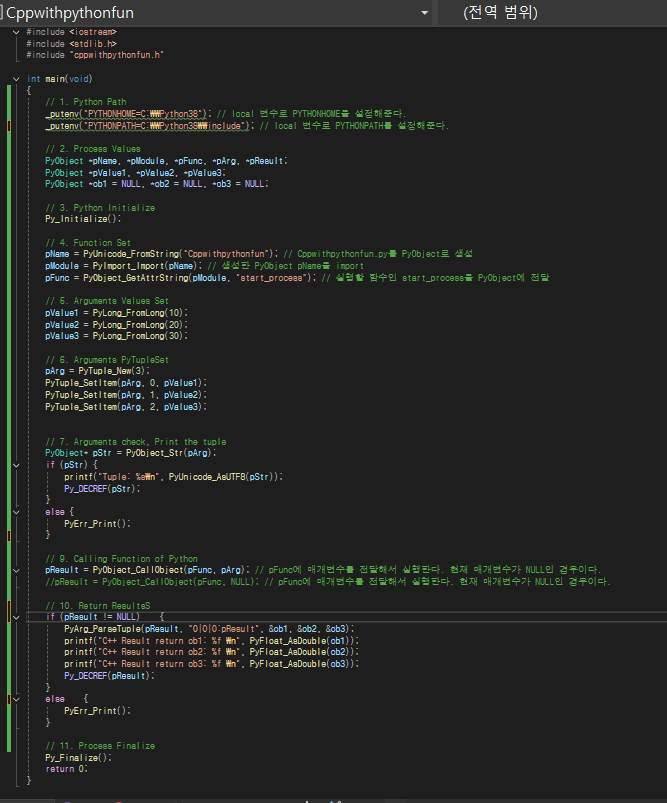 Cppwithpythonfun (전역 범위)
#include <iostream>
#include <stdlib.h>
#include "cppwithpythonfun.h"
int main(void)
{
// 1. Python Path
_putenv("PYTHONHOME=C:₩₩Python38"); // local 변수로 PYTHONHOME를 설정해준다.
_putenv("PYTHONPATH=C:₩₩Python38₩₩include"); // local 변수로 PYTHONPATH를 설정해준다.
// 2. Process Values
PyObject *pName, *pModule, *pFunc, *pArg, *pResult;
PyObject *pValue1, *pValue2, *pValue3;
PyObject *ob1 = NULL, *ob2 = NULL, *ob3 = NULL;
// 3. Python Initialize
Py_Initialize();
// 4. Function Set
pName = PyUnicode_FromString("Cppwithpythonfun"); // Cppwithpythonfun.py를 PyObject로 생성
pModule = PyImport_Import(pName); // 생성한 PyObject pName을 import
pFunc = PyObject_GetAttrString(pModule, "start_process"); // 실행할 함수인 start_process를 PyObject에 전달
// 5. Arguments Values Set
pValue1 = PyLong_FromLong(10);
pValue2 = PyLong_FromLong(20);
pValue3 = PyLong_FromLong(30);
// 6. Arguments PyTupleSet
pArg = PyTuple_New(3);
PyTuple_SetItem(pArg, 0, pValue1);
PyTuple_SetItem(pArg, 1, pValue2);
PyTuple_SetItem(pArg, 2, pValue3);
// 7. Arguments check, Print the tuple
PyObject* pStr = PyObject_Str(pArg);
if (pStr) {
printf("Tuple: %s₩n", PyUnicode_AsUTF8(pStr));
Py_DECREF(pStr);
}
else {
PyErr_Print();
}
// 9. Calling Function of Python
pResult = PyObject_CallObject(pFunc, pArg); // pFunc에 매개변수를 전달해서 실행한다. 현재 매개변수가 NULL인 경우이다.
//pResult = PyObject_CallObject(pFunc, NULL); // pFunc에 매개변수를 전달해서 실행한다. 현재 매개변수가 NULL인 경우이다.
// 10. Return ResultsS
if (pResult != NULL) {
PyArg_ParseTuple(pResult, "O|O|O:pResult", &ob1, &ob2, &ob3);
printf("C++ Result return ob1: %f ₩n", PyFloat_AsDouble(ob1));
printf("C++ Result return ob2: %f ₩n", PyFloat_AsDouble(ob2));
printf("C++ Result return ob3: %f ₩n", PyFloat_AsDouble(ob3));
Py_DECREF(pResult);
}
else {
PyErr_Print();
}
// 11. Process Finalize
Py_Finalize();
return 0;
}